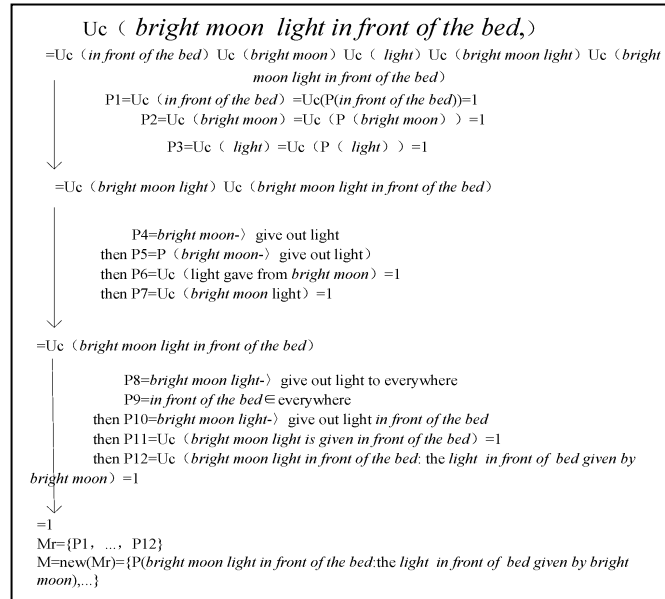 Uc（ bright moon light in front of the bed,）
=Uc（in front of the bed）Uc（bright moon）Uc（ light）Uc（bright moon light）Uc（bright
moon light in front of the bed）
P1=Uc（in front of the bed）=Uc(P(in front of the bed))=1
P2=Uc（bright moon）=Uc（P（bright moon））=1
P3=Uc（ light）=Uc（P（ light））=1
=Uc（bright moon light）Uc（bright moon light in front of the bed）
P4=bright moon-〉give out light
then P5=P（bright moon-〉give out light）
then P6=Uc（light gave from bright moon）=1
then P7=Uc（bright moon light）=1
=Uc（bright moon light in front of the bed）
P8=bright moon light-〉give out light to everywhere
P9=in front of the bed∈everywhere
then P10=bright moon light-〉give out light in front of the bed
then P11=Uc（bright moon light is given in front of the bed）=1
then P12=Uc（bright moon light in front of the bed: the light in front of bed given by
bright moon）=1
=1
Mr={P1，...，P12}
M=new(Mr)={P(bright moon light in front of the bed:the light in front of bed given by bright
moon),...}